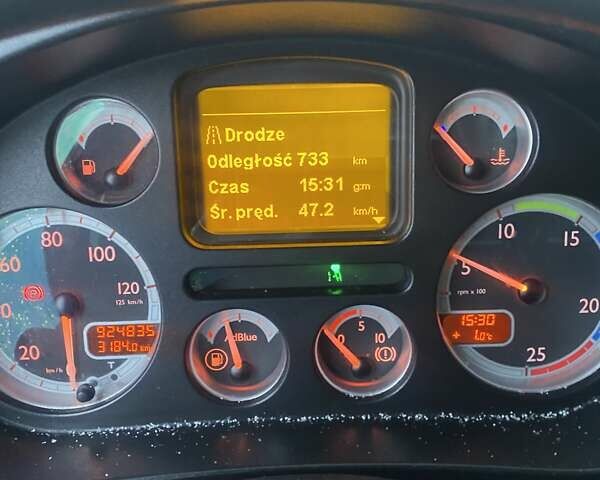 Drodze
Odległość 733 km
Czas 15:31 g:m
Śr. pręd. 47.2 km/h
80
60
100
120
125 km/h
20
km/h
924835
3184.0 km
T
AdBlue
5
0
10
10
5
15
rpm x 100
20
25
15:30
+ 1.0°C